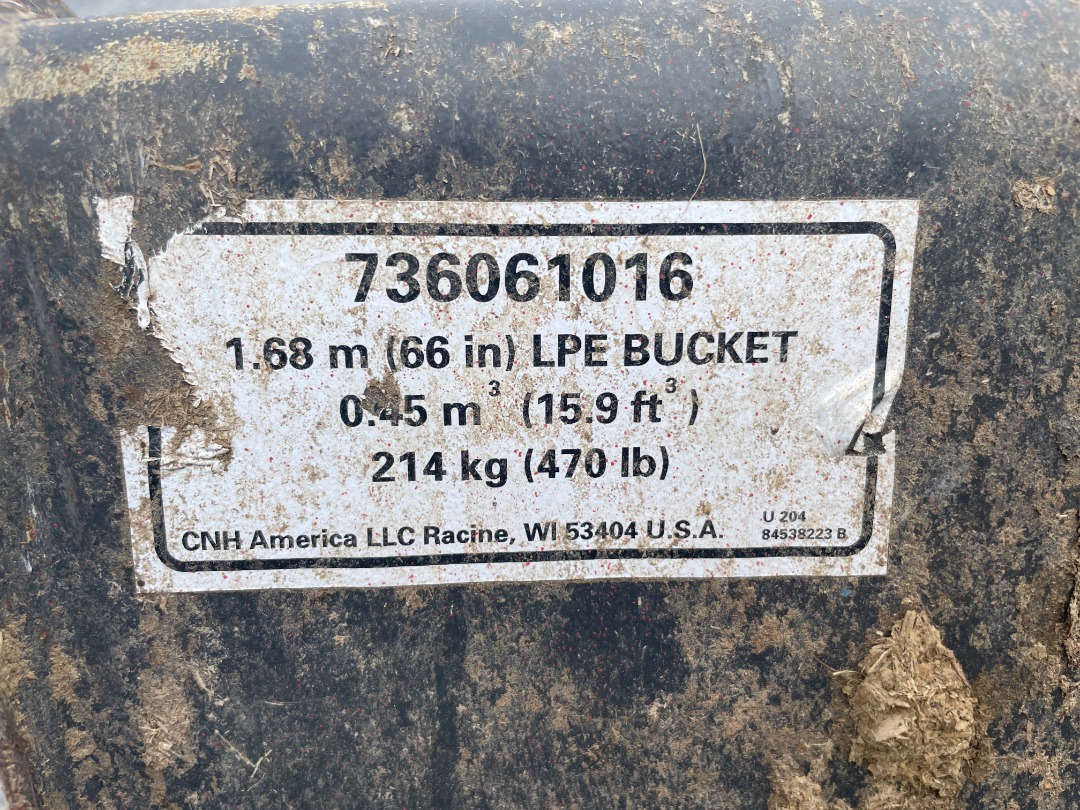 736061016
1.68 m (66 in) LPE BUCKET
0.45 m³ (15.9 ft³)
214 kg (470 lb)
CNH America LLC Racine, WI 53404 U.S.A.
U 204
84538223 B